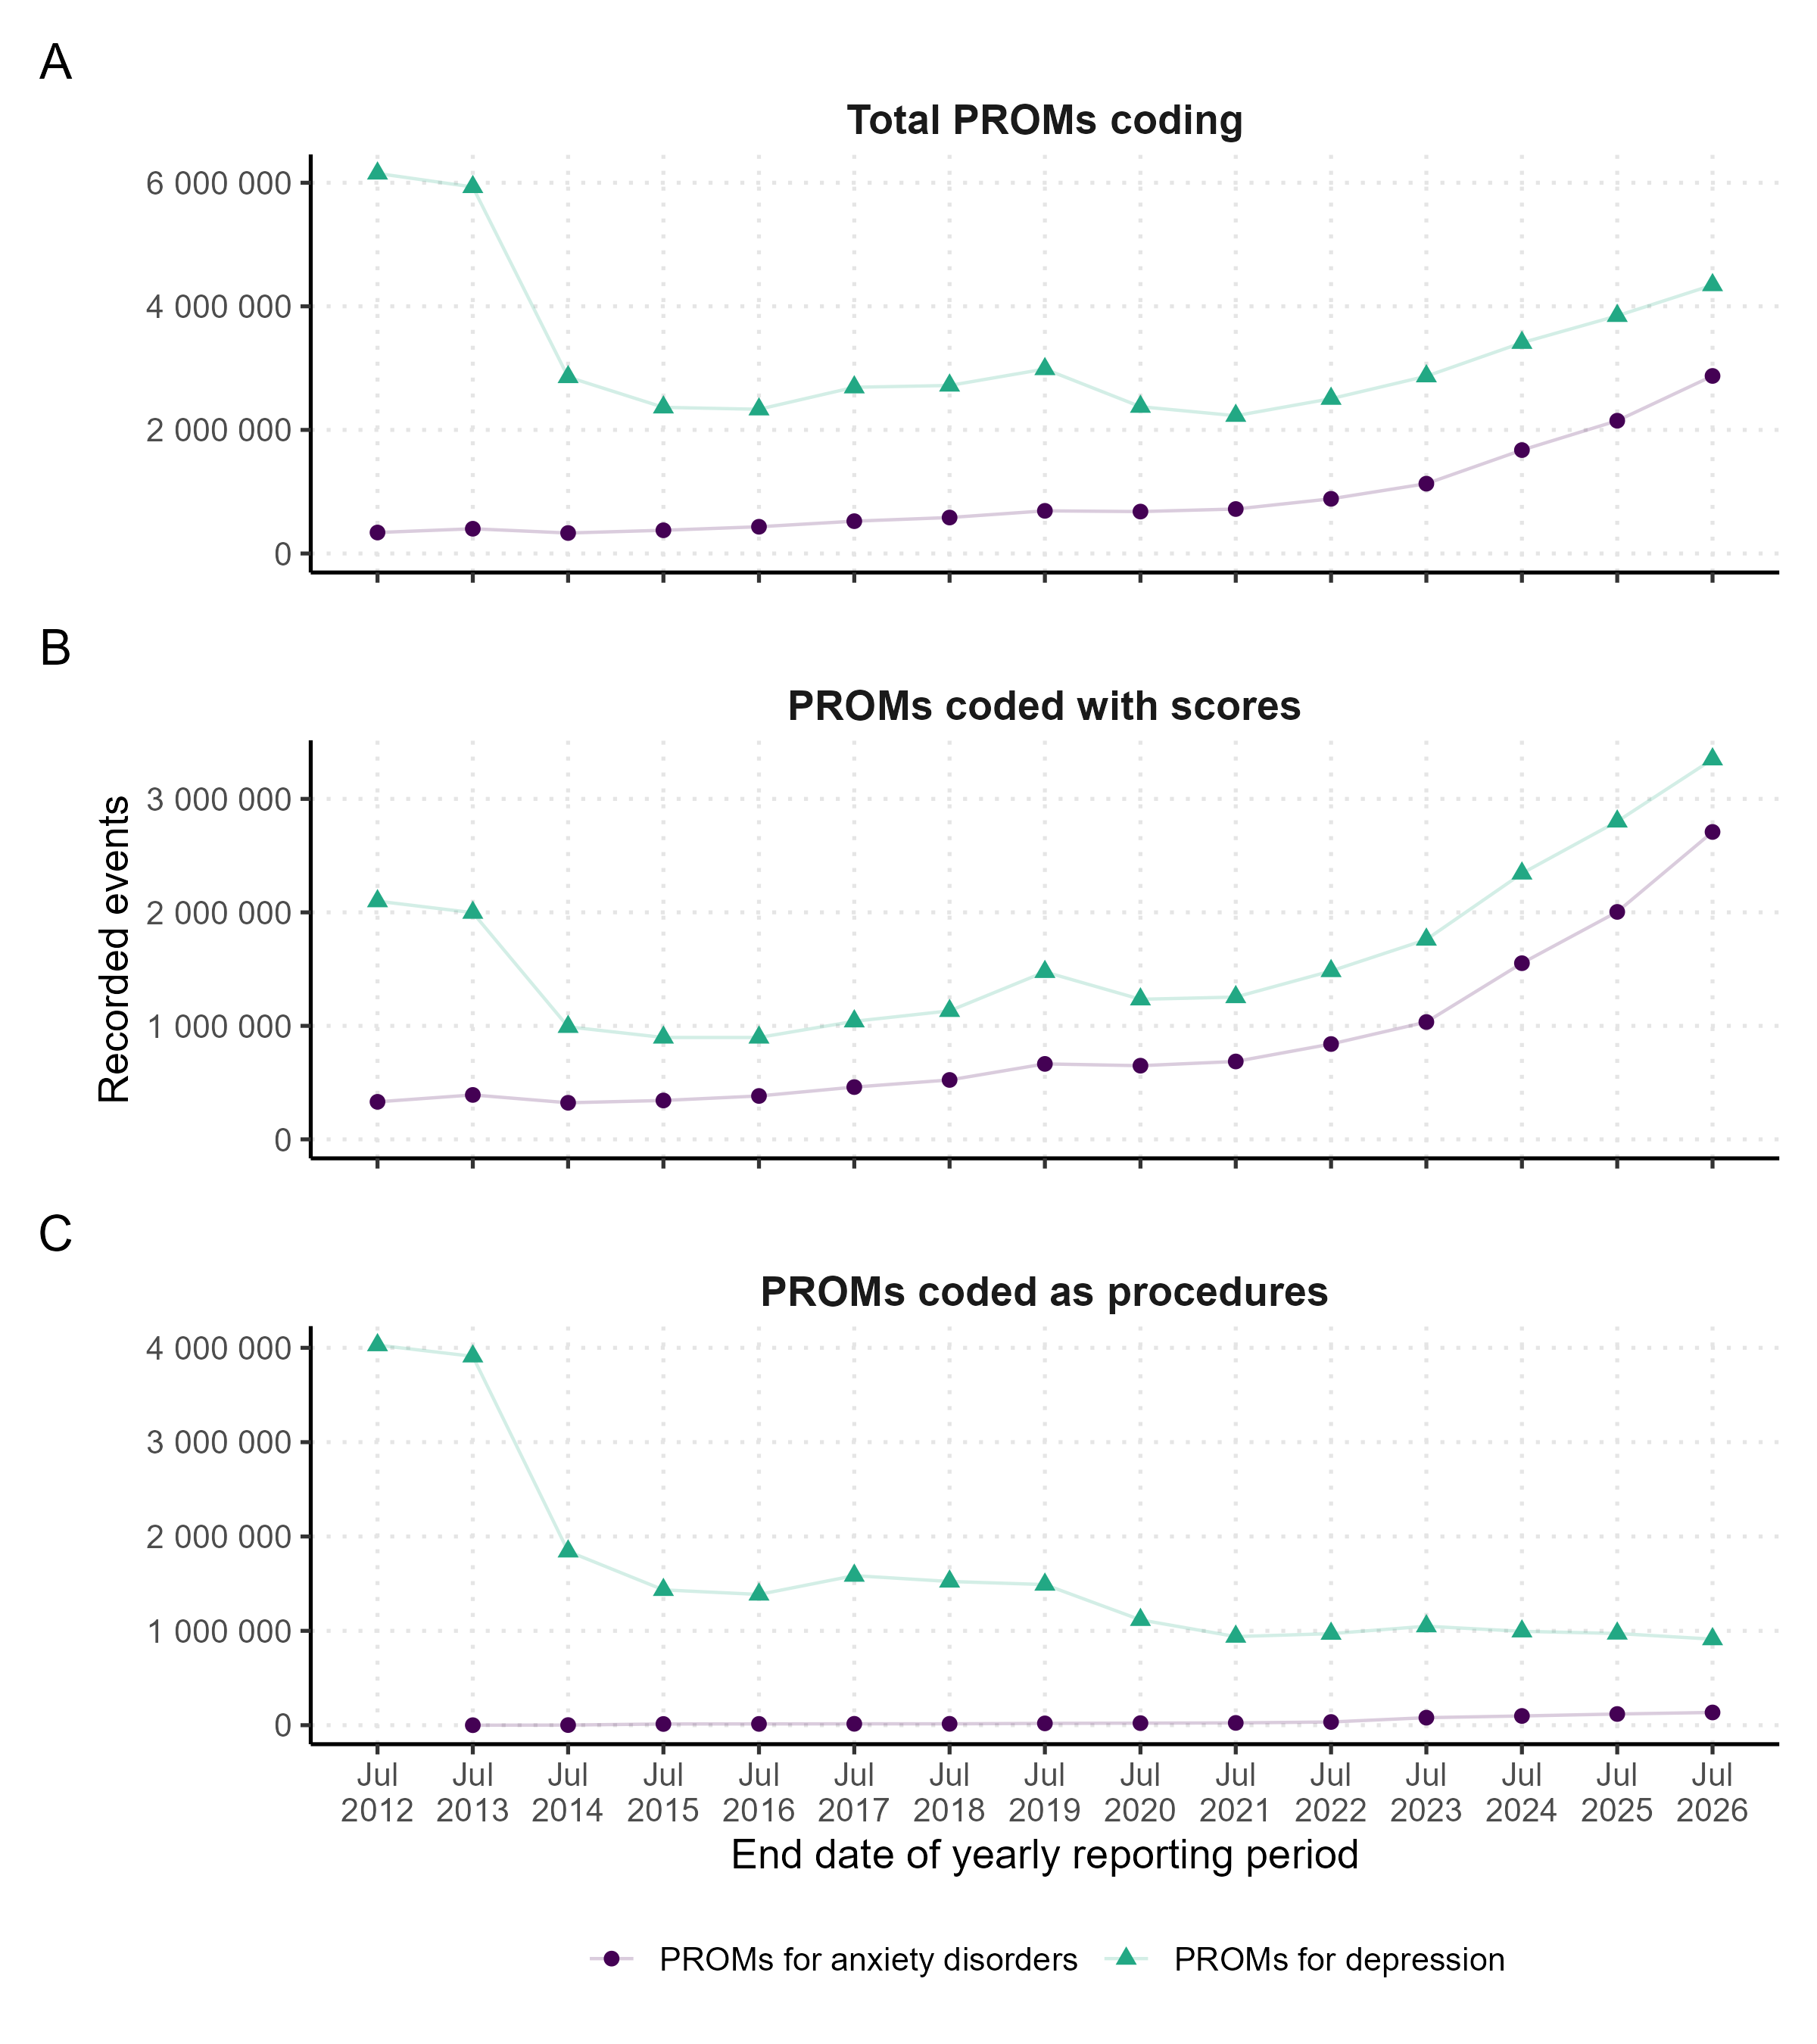 A
Total PROMs coding
6 000 000
4 000 000
2 000 000
0
B
PROMs coded with scores
Recorded events
3 000 000
2 000 000
1 000 000
0
C
PROMs coded as procedures
4 000 000
3 000 000
2 000 000
1 000 000
0
Jul Jul Jul Jul Jul Jul Jul Jul Jul Jul Jul Jul Jul Jul Jul
2012 2013 2014 2015 2016 2017 2018 2019 2020 2021 2022 2023 2024 2025 2026
End date of yearly reporting period
PROMs for anxiety disorders PROMs for depression